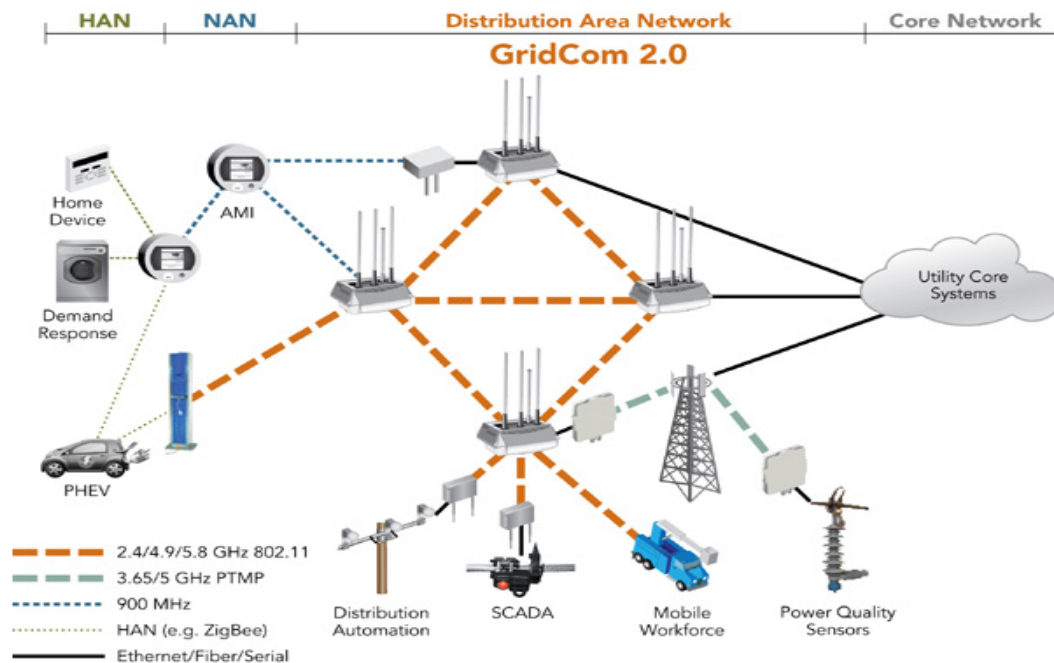 HAN
NAN
Distribution Area Network
Core Network
GridCom 2.0
Home
Device
AMI
Demand
Response
Utility Core
Systems
PHEV
2.4/4.9/5.8 GHz 802.11
3.65/5 GHz PTMP
900 MHz
HAN (e.g. ZigBee)
Ethernet/Fiber/Serial
Distribution
Automation
SCADA
Mobile
Workforce
Power Quality
Sensors